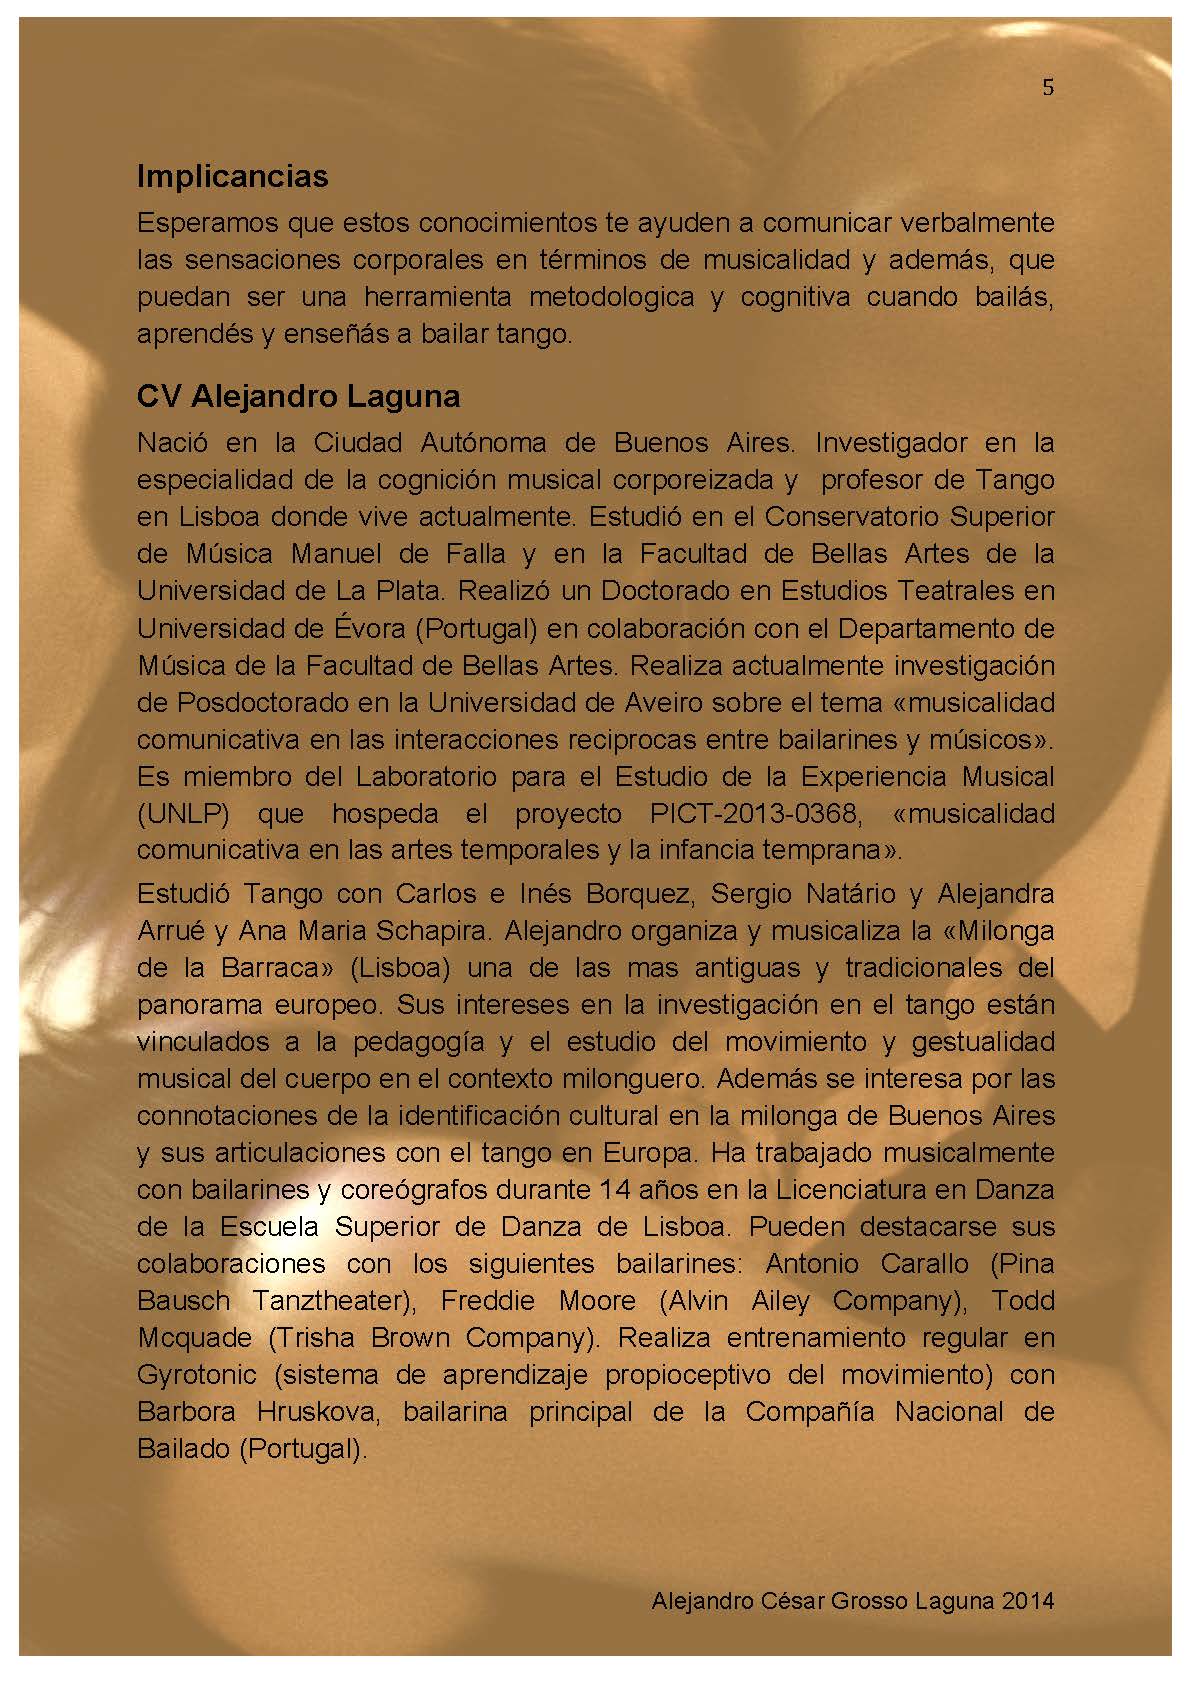 5
Implicancias
Esperamos que estos conocimientos te ayuden a comunicar verbalmente
las sensaciones corporales en términos de musicalidad y además, que
puedan ser una herramienta metodologica y cognitiva cuando bailás,
aprendés y enseñás a bailar tango.
CV Alejandro Laguna
Nació en la Ciudad Autónoma de Buenos Aires. Investigador en la
especialidad de la cognición musical corporeizada y  profesor de Tango
en Lisboa donde vive actualmente. Estudió en el Conservatorio Superior
de Música Manuel de Falla y en la Facultad de Bellas Artes de la
Universidad de La Plata. Realizó un Doctorado en Estudios Teatrales en
Universidad de Évora (Portugal) en colaboración con el Departamento de
Música de la Facultad de Bellas Artes. Realiza actualmente investigación
de Posdoctorado en la Universidad de Aveiro sobre el tema «musicalidad
comunicativa en las interacciones reciprocas entre bailarines y músicos».
Es miembro del Laboratorio para el Estudio de la Experiencia Musical
(UNLP) que hospeda el proyecto PICT-2013-0368, «musicalidad
comunicativa en las artes temporales y la infancia temprana».
Estudió Tango con Carlos e Inés Borquez, Sergio Natário y Alejandra
Arrué y Ana Maria Schapira. Alejandro organiza y musicaliza la «Milonga
de la Barraca» (Lisboa) una de las mas antiguas y tradicionales del
panorama europeo. Sus intereses en la investigación en el tango están
vinculados a la pedagogía y el estudio del movimiento y gestualidad
musical del cuerpo en el contexto milonguero. Además se interesa por las
connotaciones de la identificación cultural en la milonga de Buenos Aires
y sus articulaciones con el tango en Europa. Ha trabajado musicalmente
con bailarines y coreógrafos durante 14 años en la Licenciatura en Danza
de la Escuela Superior de Danza de Lisboa. Pueden destacarse sus
colaboraciones con los siguientes bailarines: Antonio Carallo (Pina
Bausch Tanztheater), Freddie Moore (Alvin Ailey Company), Todd
Mcquade (Trisha Brown Company). Realiza entrenamiento regular en
Gyrotonic (sistema de aprendizaje propioceptivo del movimiento) con
Barbora Hruskova, bailarina principal de la Compañía Nacional de
Bailado (Portugal).
Alejandro César Grosso Laguna 2014